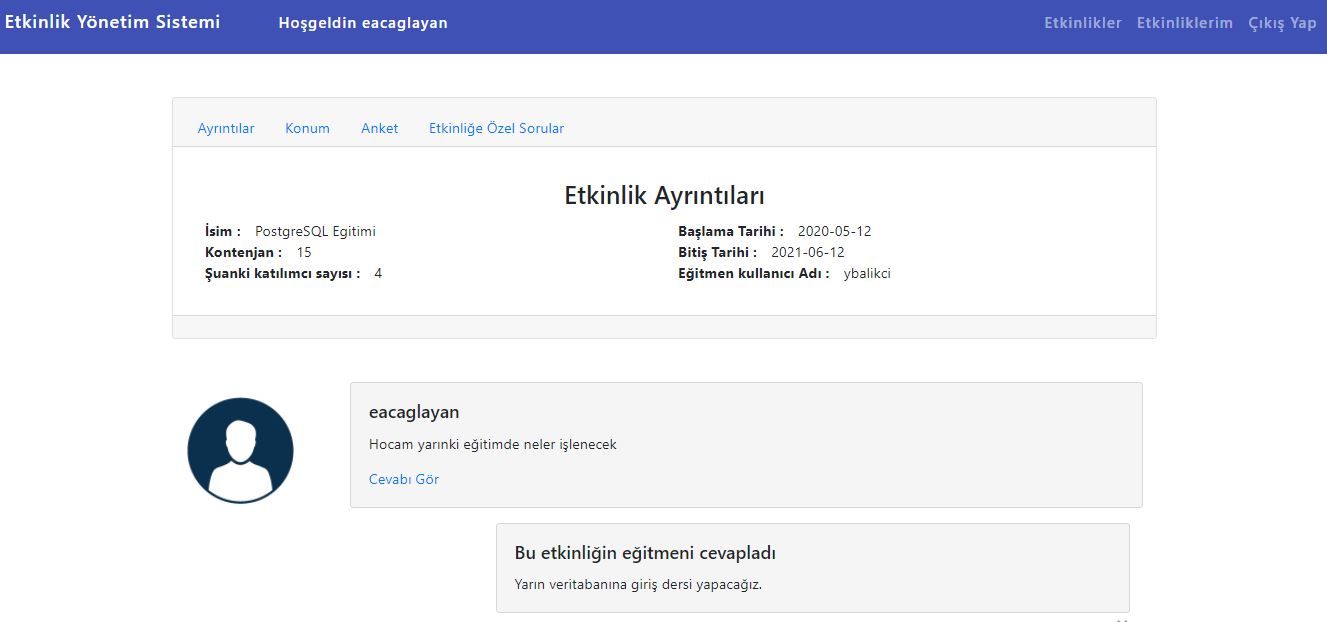 Etkinlik Yönetim Sistemi Hoşgeldin eacaglayan Etkinlikler Etkinliklerim Çıkış Yap
Ayrıntılar Konum Anket Etkinliğe Özel Sorular
Etkinlik Ayrıntıları
İsim : PostgreSQL Egitimi
Kontenjan : 15
Şuanki katılımcı sayısı : 4
Başlama Tarihi : 2020-05-12
Bitiş Tarihi : 2021-06-12
Eğitmen kullanıcı Adı : ybalikci
eacaglayan
Hocam yarınki eğitimde neler işlenecek
Cevabı Gör
Bu etkinliğin eğitmeni cevapladı
Yarın veritabanına giriş dersi yapacağız.